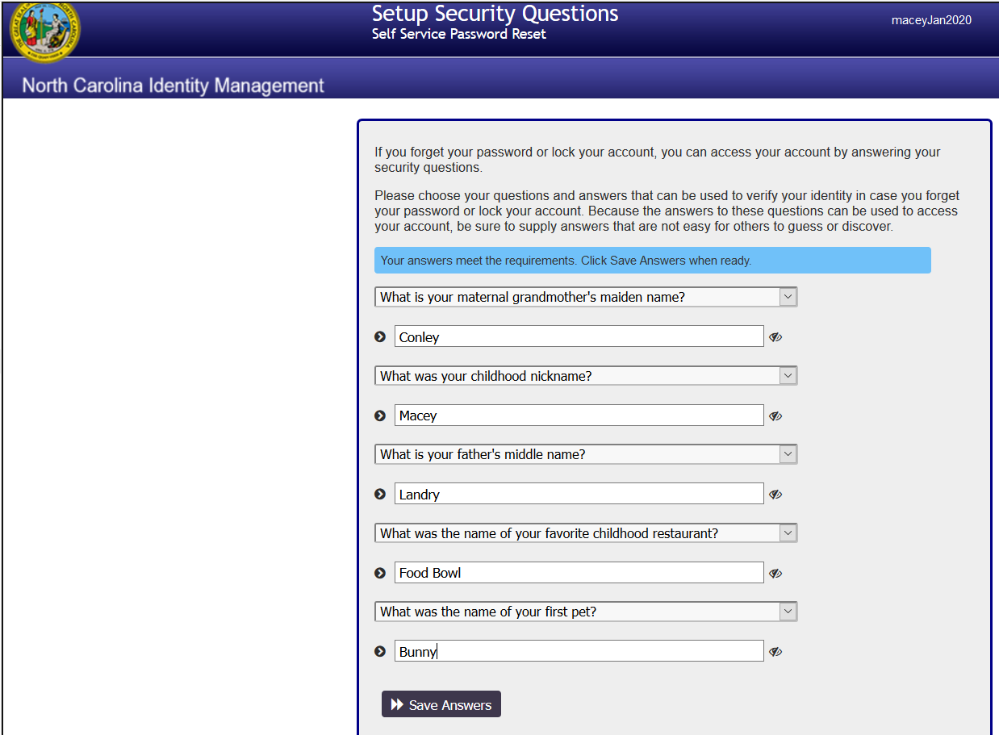 Setup Security Questions
Self Service Password Reset
maceyJan2020
North Carolina Identity Management
If you forget your password or lock your account, you can access your account by answering your
security questions.
Please choose your questions and answers that can be used to verify your identity in case you forget
your password or lock your account. Because the answers to these questions can be used to access
your account, be sure to supply answers that are not easy for others to guess or discover.
Your answers meet the requirements. Click Save Answers when ready.
What is your maternal grandmother's maiden name?
Conley
What was your childhood nickname?
Macey
What is your father's middle name?
Landry
What was the name of your favorite childhood restaurant?
Food Bowl
What was the name of your first pet?
Bunny
Save Answers